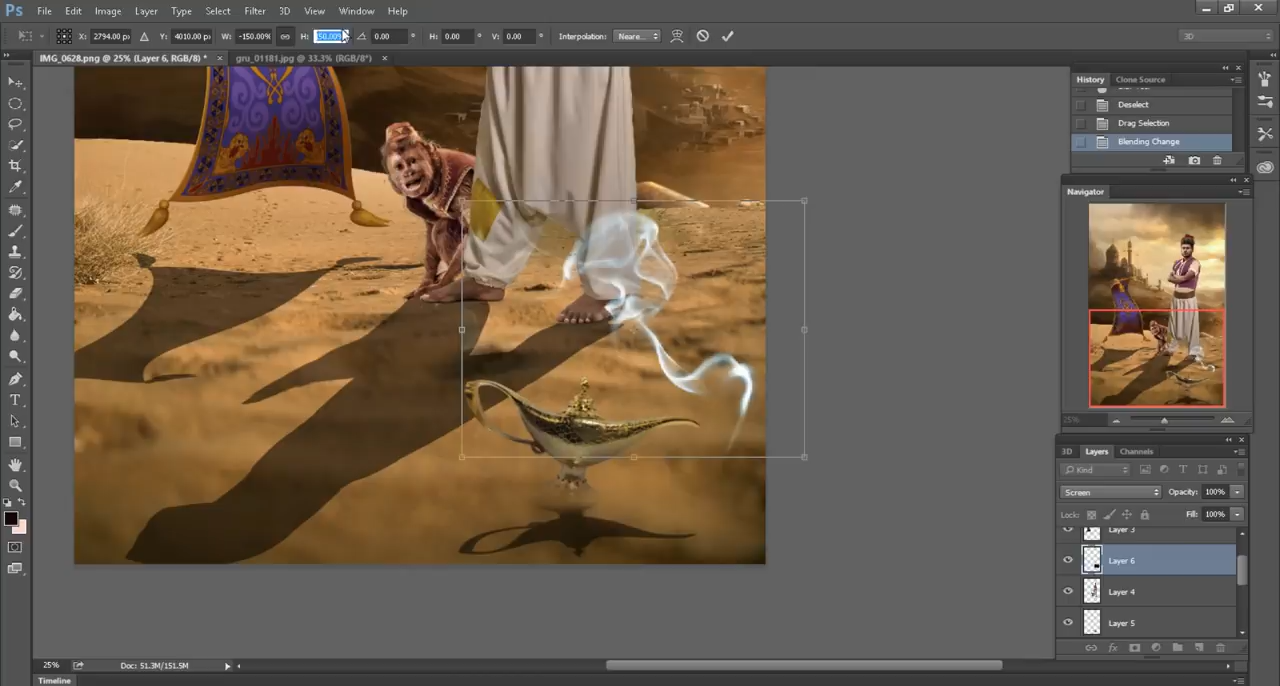 Ps File Edit Image Layer Type Select Filter 3D View Window Help
X: 2794.00 px Y: 4010.00 px W: -150.00% H: 0.00 H: 0.00 V: 0.00 Interpolation: Neare... 3D
IMG_0628.png @ 25% (Layer 6, RGB/8) * × gru_01181.jpg @ 33.3% (RGB/8*) ×
History Clone Source
Deselect
Drag Selection
Blending Change
Navigator
25%
3D Layers Channels
Kind
Screen Opacity: 100%
Lock: Fill: 100%
Layer 3
Layer 6
Layer 4
Layer 5
25% Doc: 51.3M/151.5M
Timeline